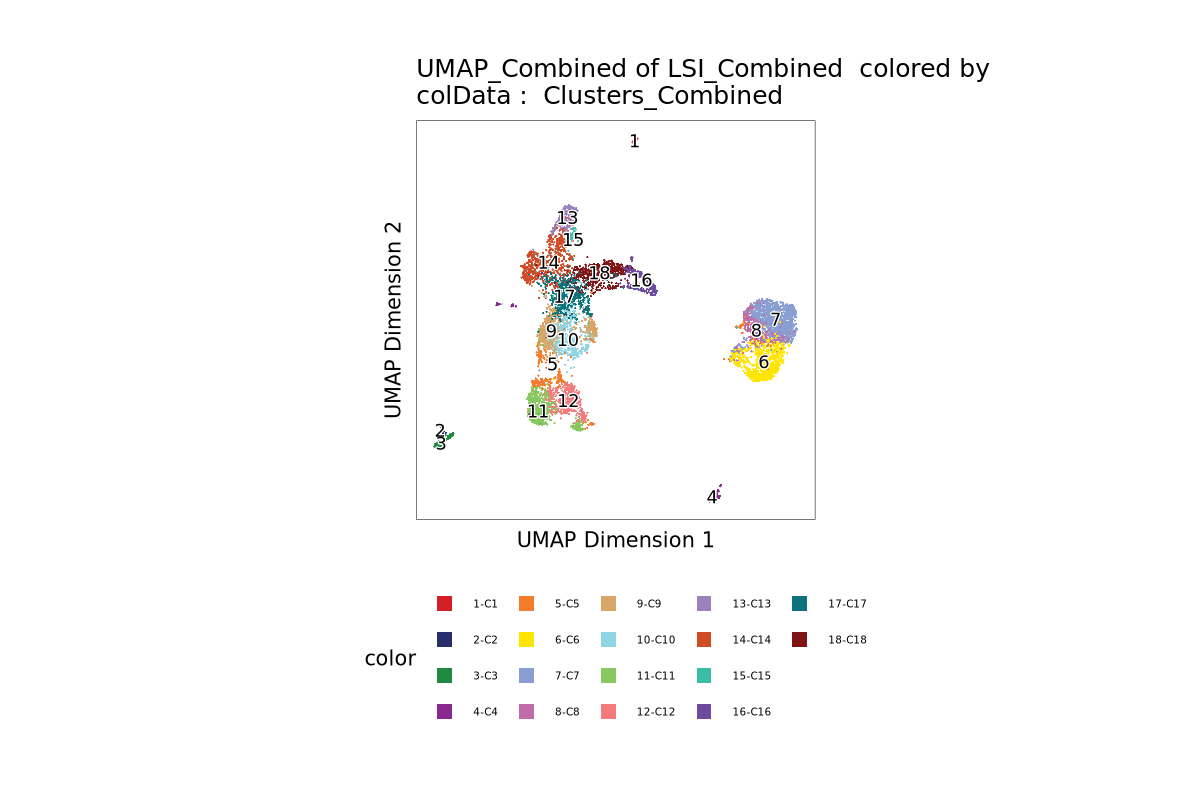 UMAP_Combined of LSI_Combined  colored by
colData :  Clusters_Combined
1
13
15
14
18
16
17
7
8
9
10
5
6
12
11
2
3
4
UMAP Dimension 2
UMAP Dimension 1
color
1-C1 5-C5 9-C9 13-C13 17-C17
2-C2 6-C6 10-C10 14-C14 18-C18
3-C3 7-C7 11-C11 15-C15
4-C4 8-C8 12-C12 16-C16